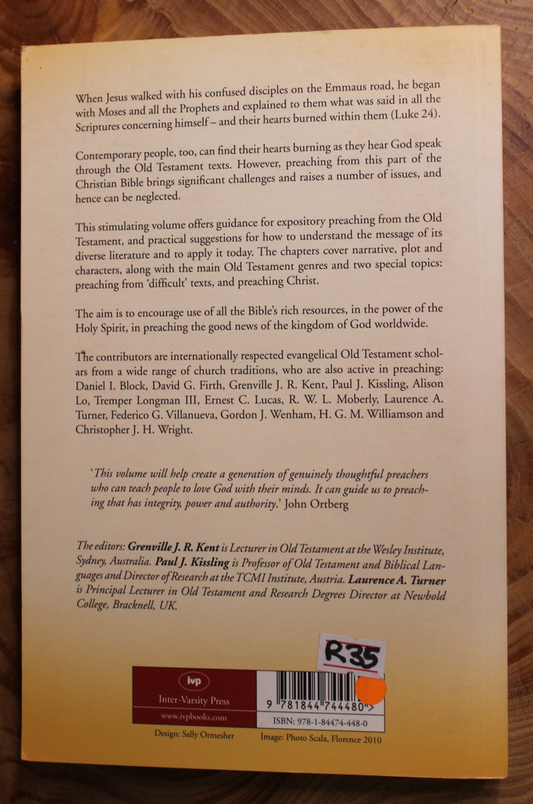 When Jesus walked with his confused disciples on the Emmaus road, he began
with Moses and all the Prophets and explained to them what was said in all the
Scriptures concerning himself – and their hearts burned within them (Luke 24).
Contemporary people, too, can find their hearts burning as they hear God speak
through the Old Testament texts. However, preaching from this part of the
Christian Bible brings significant challenges and raises a number of issues, and
hence can be neglected.
This stimulating volume offers guidance for expository preaching from the Old
Testament, and practical suggestions for how to understand the message of its
diverse literature and to apply it today. The chapters cover narrative, plot and
characters, along with the main Old Testament genres and two special topics:
preaching from ‘difficult’ texts, and preaching Christ.
The aim is to encourage use of all the Bible’s rich resources, in the power of the
Holy Spirit, in preaching the good news of the kingdom of God worldwide.
The contributors are internationally respected evangelical Old Testament schol-
ars from a wide range of church traditions, who are also active in preaching:
Daniel I. Block, David G. Firth, Grenville J. R. Kent, Paul J. Kissling, Alison
Lo, Tremper Longman III, Ernest C. Lucas, R. W. L. Moberly, Laurence A.
Turner, Federico G. Villanueva, Gordon J. Wenham, H. G. M. Williamson and
Christopher J. H. Wright.
‘This volume will help create a generation of genuinely thoughtful preachers
who can teach people to love God with their minds. It can guide us to preach-
ing that has integrity, power and authority.’ John Ortberg
The editors: Grenville J. R. Kent is Lecturer in Old Testament at the Wesley Institute,
Sydney, Australia. Paul J. Kissling is Professor of Old Testament and Biblical Lan-
guages and Director of Research at the TCMI Institute, Austria. Laurence A. Turner
is Principal Lecturer in Old Testament and Research Degrees Director at Newbold
College, Bracknell, UK.
R35
ivp
Inter-Varsity Press
www.ivpbooks.com
9 781844 744480 >
ISBN: 978-1-84474-448-0
Design: Sally Ormesher
Image: Photo Scala, Florence 2010